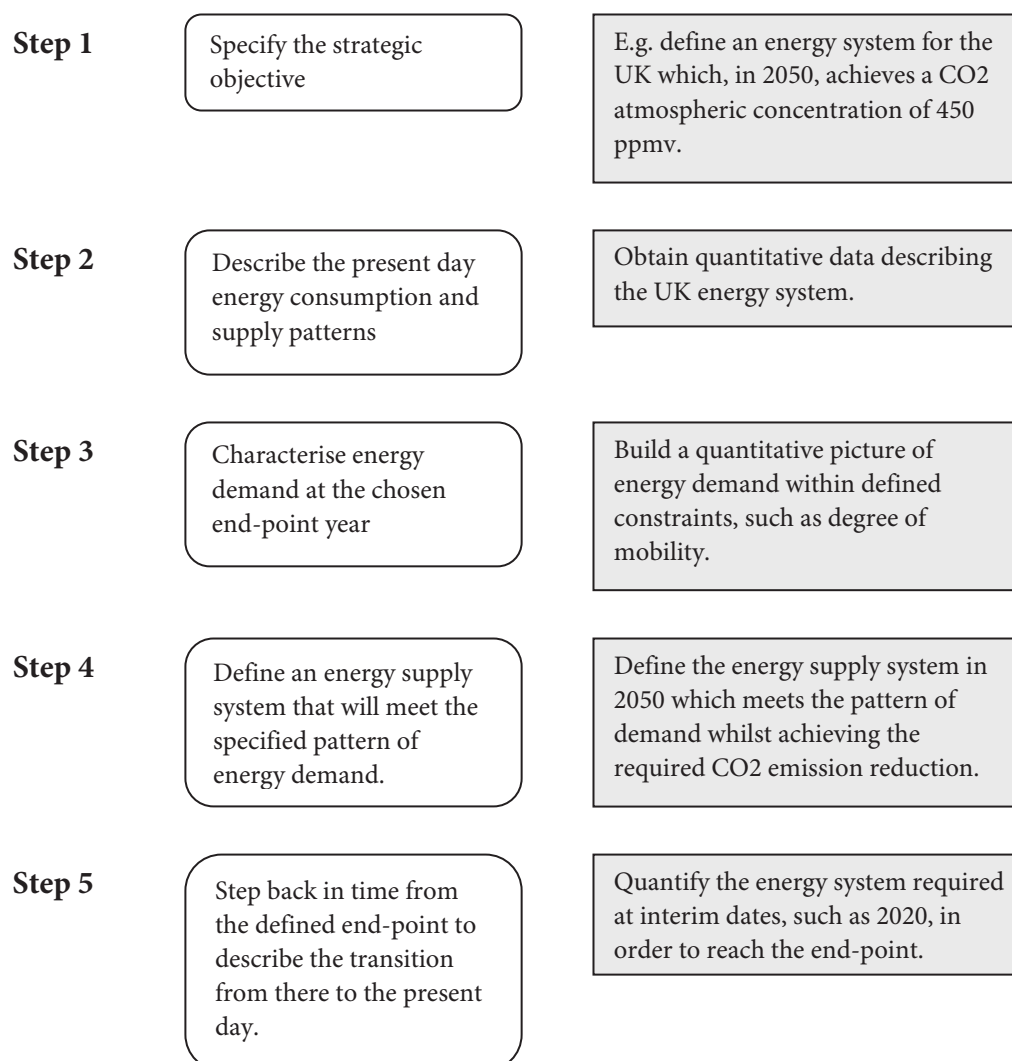 Step 1
Specify the strategic
objective
E.g. define an energy system for the
UK which, in 2050, achieves a CO2
atmospheric concentration of 450
ppmv.
Step 2
Describe the present day
energy consumption and
supply patterns
Obtain quantitative data describing
the UK energy system.
Step 3
Characterise energy
demand at the chosen
end-point year
Build a quantitative picture of
energy demand within defined
constraints, such as degree of
mobility.
Step 4
Define an energy supply
system that will meet the
specified pattern of
energy demand.
Define the energy supply system in
2050 which meets the pattern of
demand whilst achieving the
required CO2 emission reduction.
Step 5
Step back in time from
the defined end-point to
describe the transition
from there to the present
day.
Quantify the energy system required
at interim dates, such as 2020, in
order to reach the end-point.